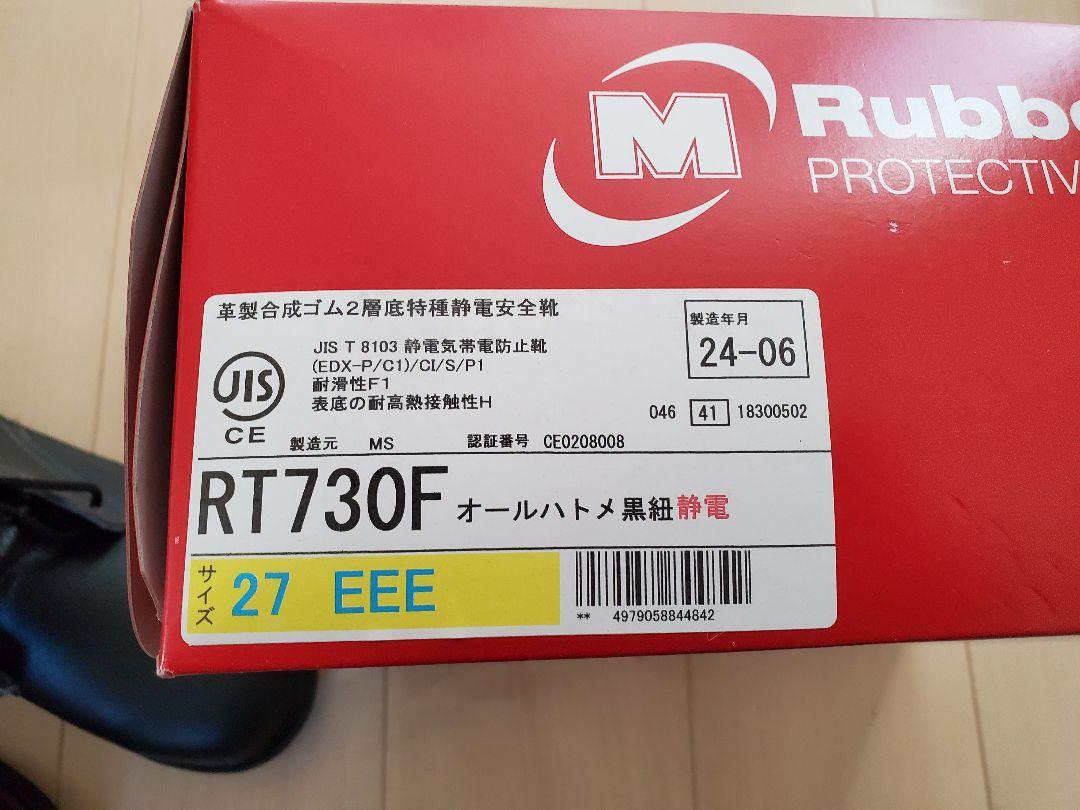 M
PROTECTIV
革製合成ゴム2層底特種静電安全靴
製造年月
24-06
JIS T 8103 静電気帯電防止靴
(EDX-P/C1)/CI/S/P1
耐滑性F1
表底の耐高熱接触性H
JIS
CE
046 41 18300502
製造元 MS 認証番号 CE0208008
RT730F オールハトメ黒紐静電
サイズ 27 EEE
** 4979058844842